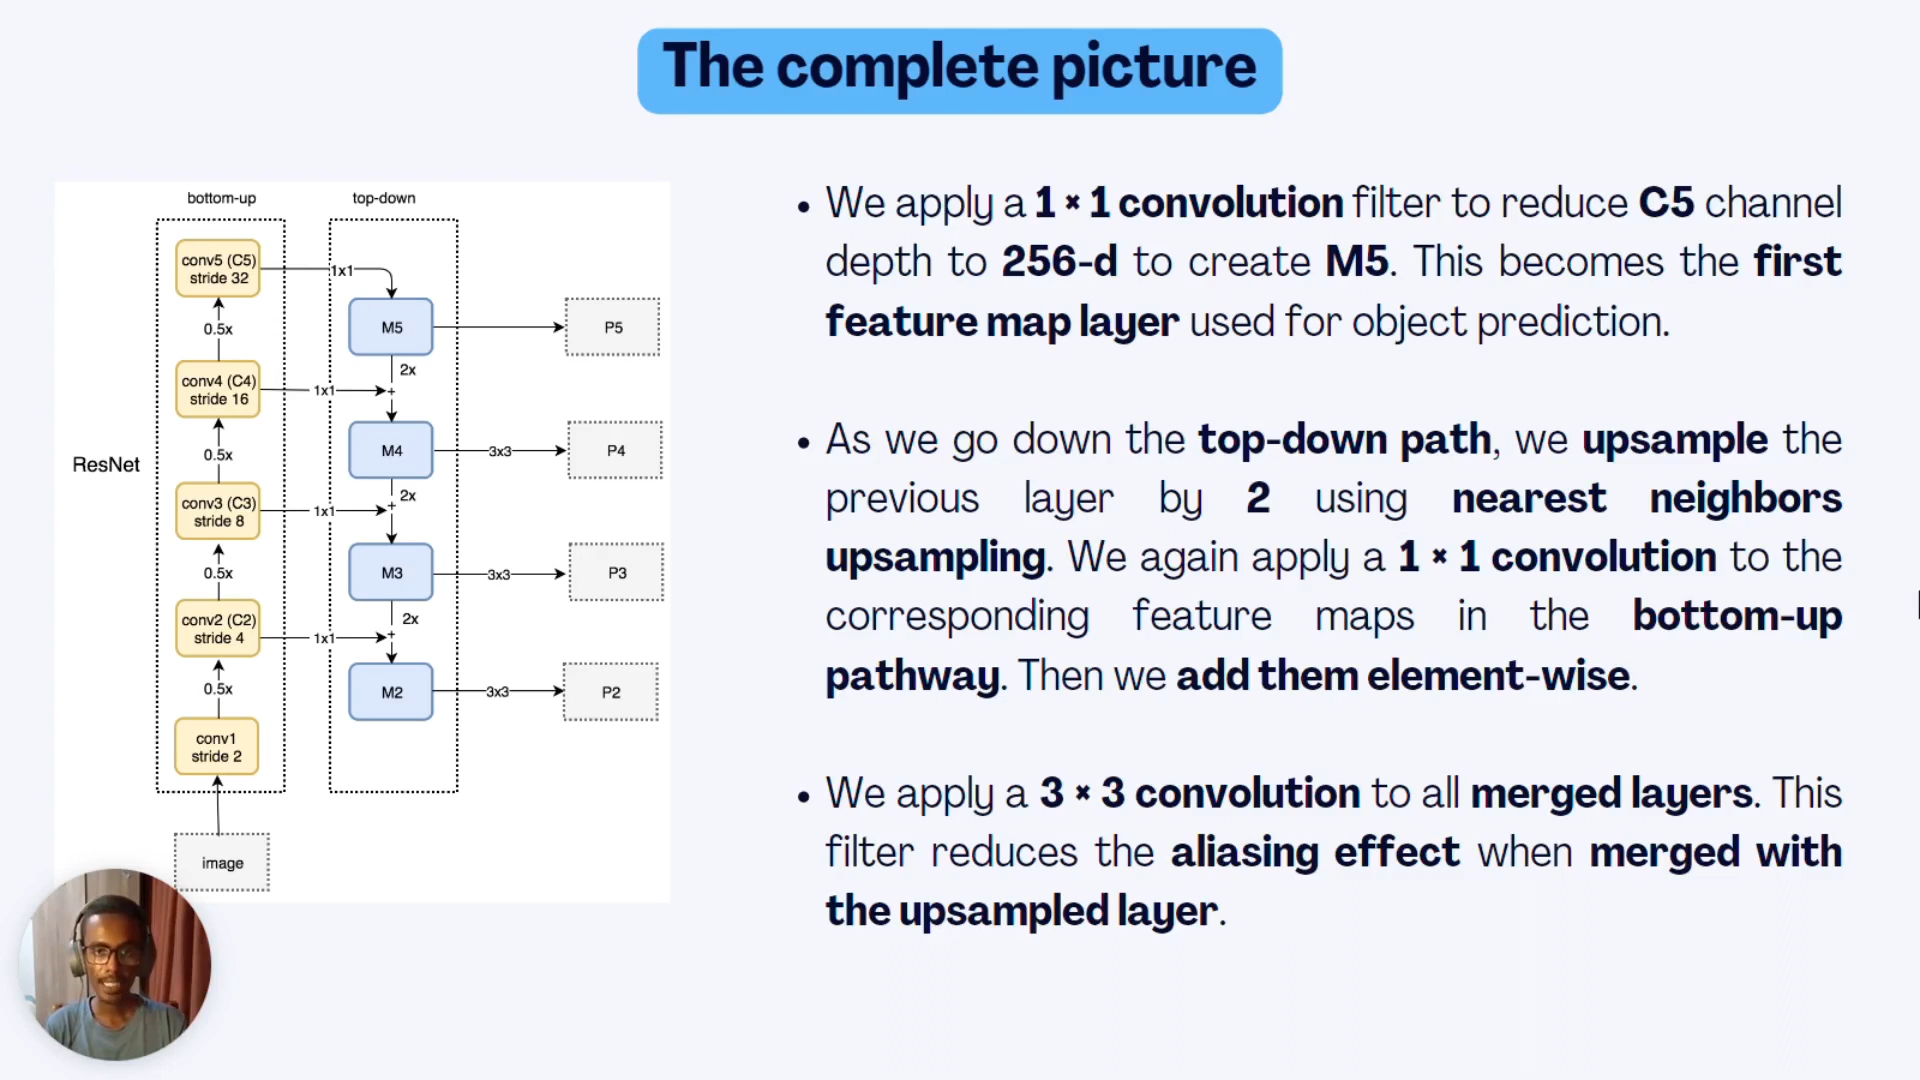 The complete picture
bottom-up
top-down
conv5 (C5)
stride 32
1x1
M5
P5
0.5x
2x
conv4 (C4)
stride 16
1x1
+
M4
3x3
P4
0.5x
2x
ResNet
conv3 (C3)
stride 8
1x1
+
M3
3x3
P3
0.5x
2x
conv2 (C2)
stride 4
1x1
+
M2
3x3
P2
0.5x
conv1
stride 2
image
• We apply a 1 × 1 convolution filter to reduce C5 channel
depth to 256-d to create M5. This becomes the first
feature map layer used for object prediction.
• As we go down the top-down path, we upsample the
previous layer by 2 using nearest neighbors
upsampling. We again apply a 1 × 1 convolution to the
corresponding feature maps in the bottom-up
pathway. Then we add them element-wise.
• We apply a 3 × 3 convolution to all merged layers. This
filter reduces the aliasing effect when merged with
the upsampled layer.